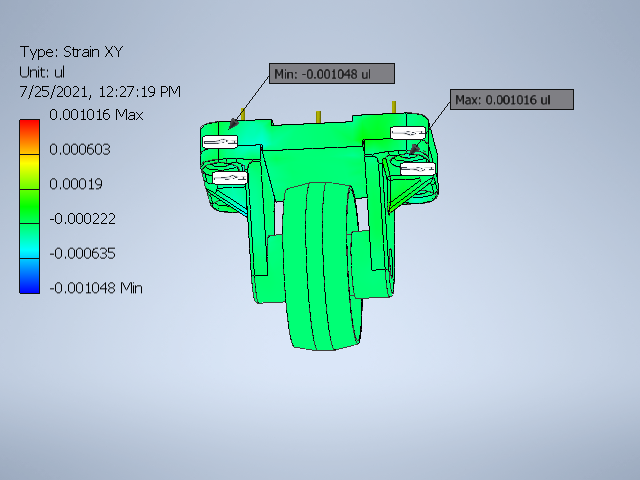 Type: Strain XY
Unit: ul
7/25/2021, 12:27:19 PM
0.001016 Max
0.000603
0.00019
-0.000222
-0.000635
-0.001048 Min
Min: -0.001048 ul
Max: 0.001016 ul